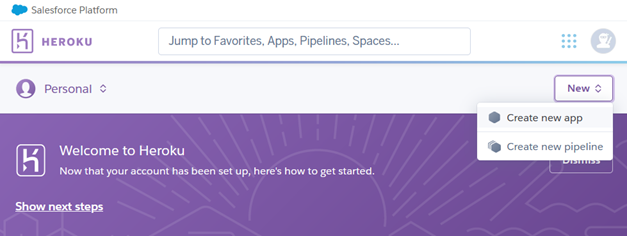 Salesforce Platform
HEROKU
Jump to Favorites, Apps, Pipelines, Spaces...
Personal
New
Create new app
Create new pipeline
Dismiss
Welcome to Heroku
Now that your account has been set up, here's how to get started.
Show next steps